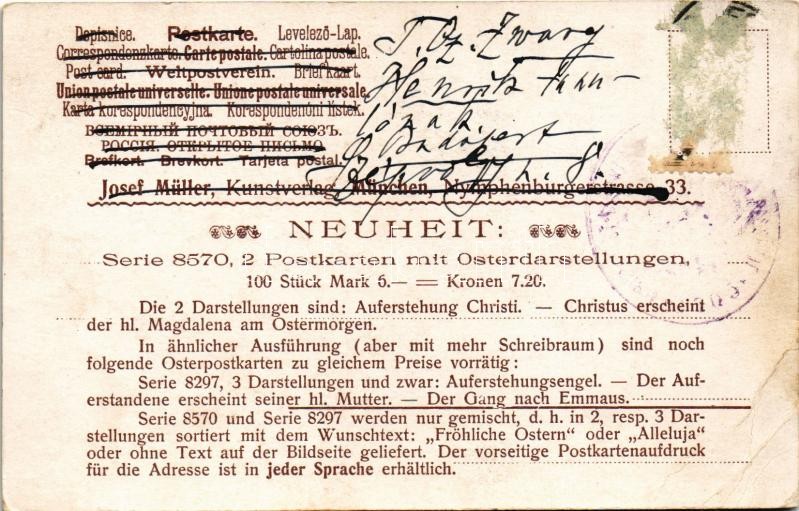 Dopisnice. Postkarte. Levelező-Lap.
Correspondenzkarte. Carte postale. Cartolina postale.
Post card. Weltpostverein. Briefkaart.
Union postale universelle. Unione postale universale.
Karta korespondencyjna. Korespondenčni listek.
ВСЕМІРНЫЙ ПОЧТОВЫЙ СОЮЗЪ.
РОССІЯ. ОТКРЫТОЕ ПИСЬМО
Brefkort. Brevkort. Tarjeta postal.
Josef Müller, Kunstverlag, München, Nymphenburgerstrasse 33.
T. Cz. Zwarg
Henrik
Budapest
NEUHEIT:
Serie 8570, 2 Postkarten mit Osterdarstellungen,
100 Stück Mark 6.— = Kronen 7.20.
Die 2 Darstellungen sind: Auferstehung Christi. — Christus erscheint
der hl. Magdalena am Ostermorgen.
In ähnlicher Ausführung (aber mit mehr Schreibraum) sind noch
folgende Osterpostkarten zu gleichem Preise vorrätig:
Serie 8297, 3 Darstellungen und zwar: Auferstehungsengel. — Der Auf-
erstandene erscheint seiner hl. Mutter. — Der Gang nach Emmaus.
Serie 8570 und Serie 8297 werden nur gemischt, d. h. in 2, resp. 3 Dar-
stellungen sortiert mit dem Wunschtext: „Fröhliche Ostern" oder „Alleluja"
oder ohne Text auf der Bildseite geliefert. Der vorseitige Postkartenaufdruck
für die Adresse ist in jeder Sprache erhältlich.